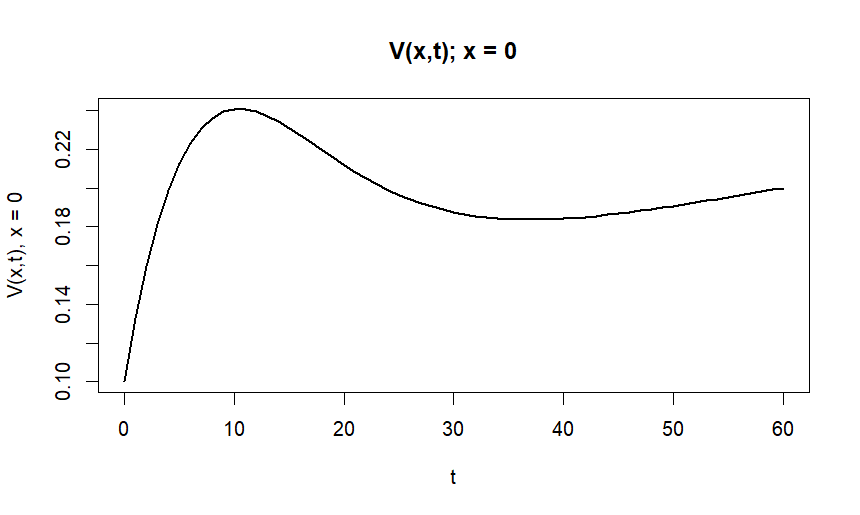 V(x,t); x = 0
V(x,t), x = 0
0.22
0.18
0.14
0.10
0 10 20 30 40 50 60
t